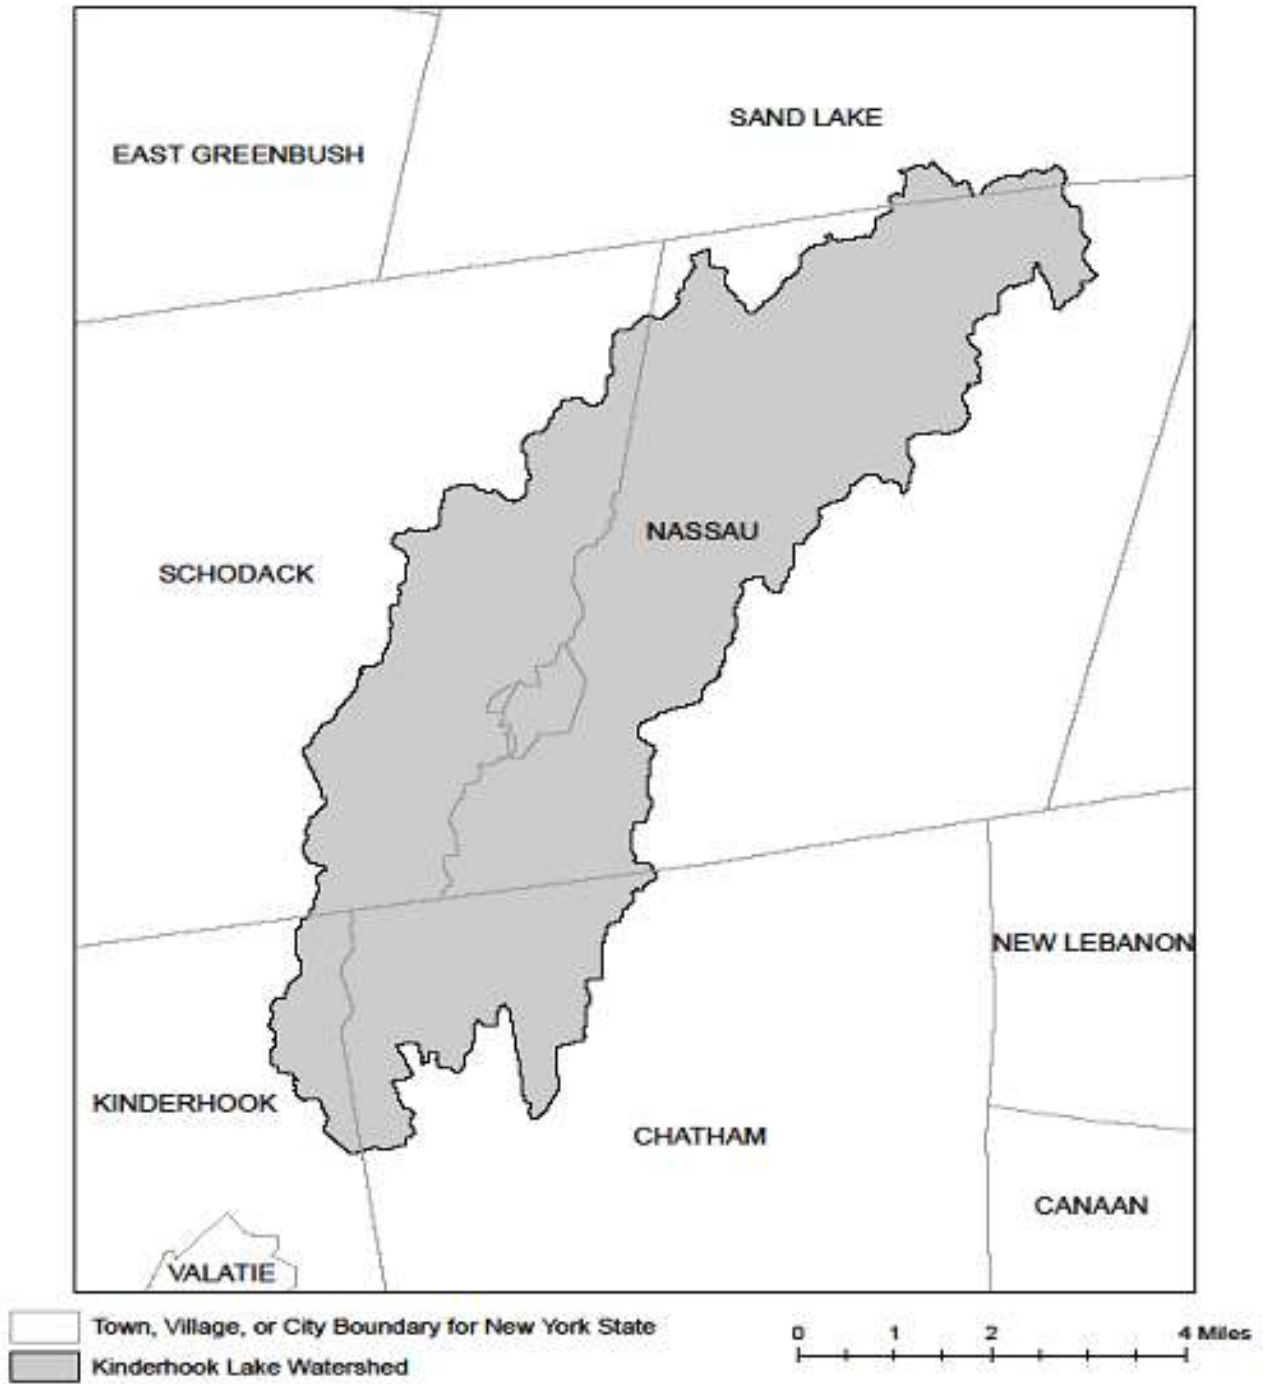 SAND LAKE
EAST GREENBUSH
NASSAU
SCHODACK
NEW LEBANON
KINDERHOOK
CHATHAM
CANAAN
VALATIE
Town, Village, or City Boundary for New York State
Kinderhook Lake Watershed
0 1 2 4 Miles